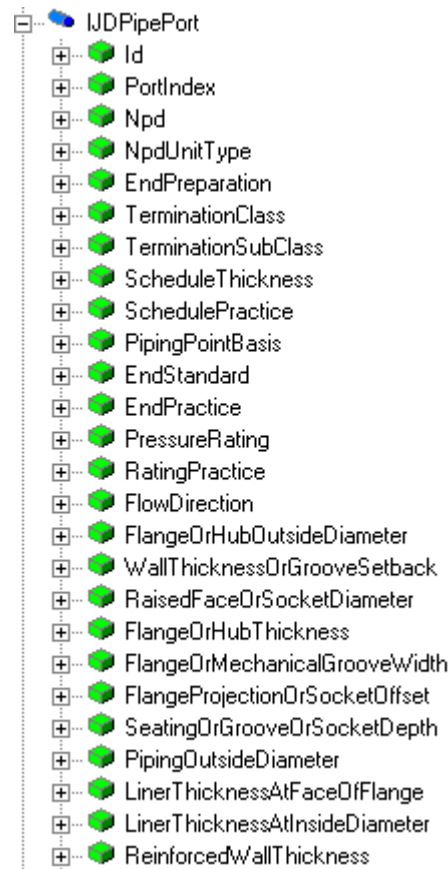 IJDPipePort
Id
PortIndex
Npd
NpdUnitType
EndPreparation
TerminationClass
TerminationSubClass
ScheduleThickness
SchedulePractice
PipingPointBasis
EndStandard
EndPractice
PressureRating
RatingPractice
FlowDirection
FlangeOrHubOutsideDiameter
WallThicknessOrGrooveSetback
RaisedFaceOrSocketDiameter
FlangeOrHubThickness
FlangeOrMechanicalGrooveWidth
FlangeProjectionOrSocketOffset
SeatingOrGrooveOrSocketDepth
PipingOutsideDiameter
LinerThicknessAtFaceOfFlange
LinerThicknessAtInsideDiameter
ReinforcedWallThickness